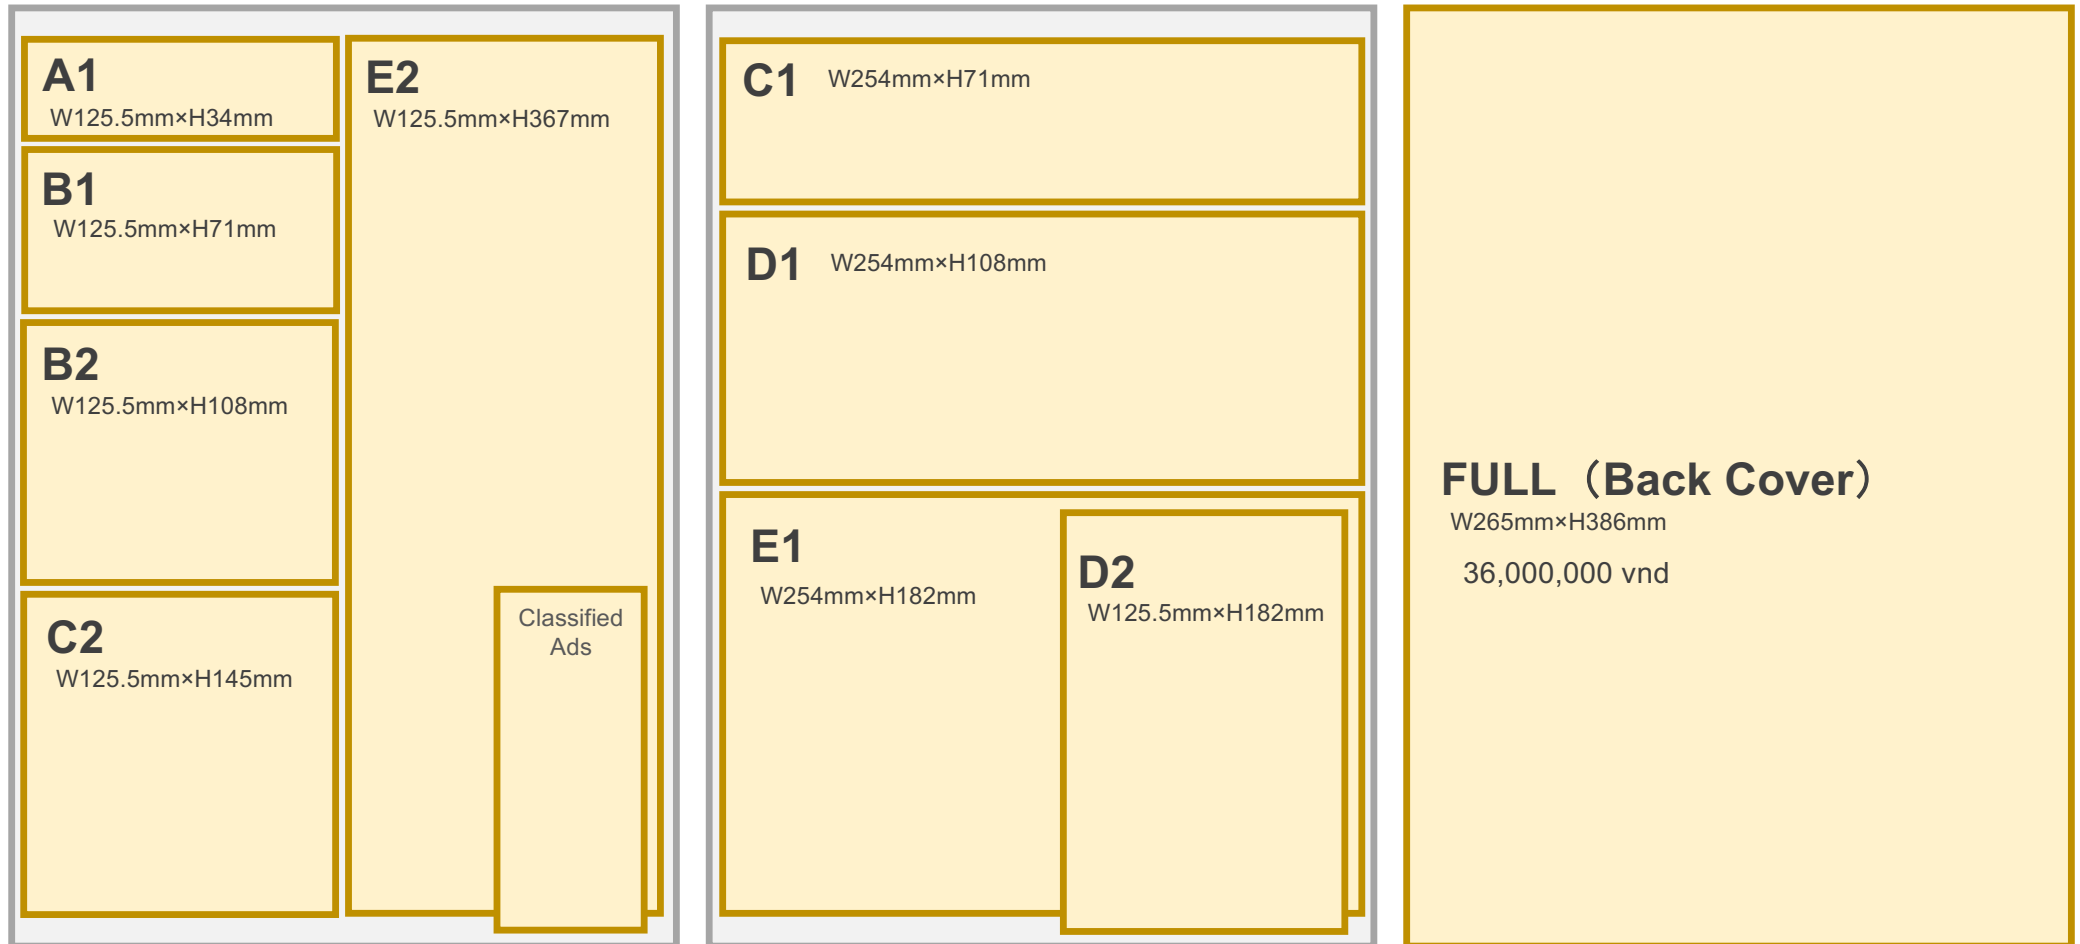 A1
W125.5mm×H34mm
B1
W125.5mm×H71mm
B2
W125.5mm×H108mm
C2
W125.5mm×H145mm
E2
W125.5mm×H367mm
Classified
Ads
C1 W254mm×H71mm
D1 W254mm×H108mm
E1
W254mm×H182mm
D2
W125.5mm×H182mm
FULL（Back Cover）
W265mm×H386mm
36,000,000 vnd